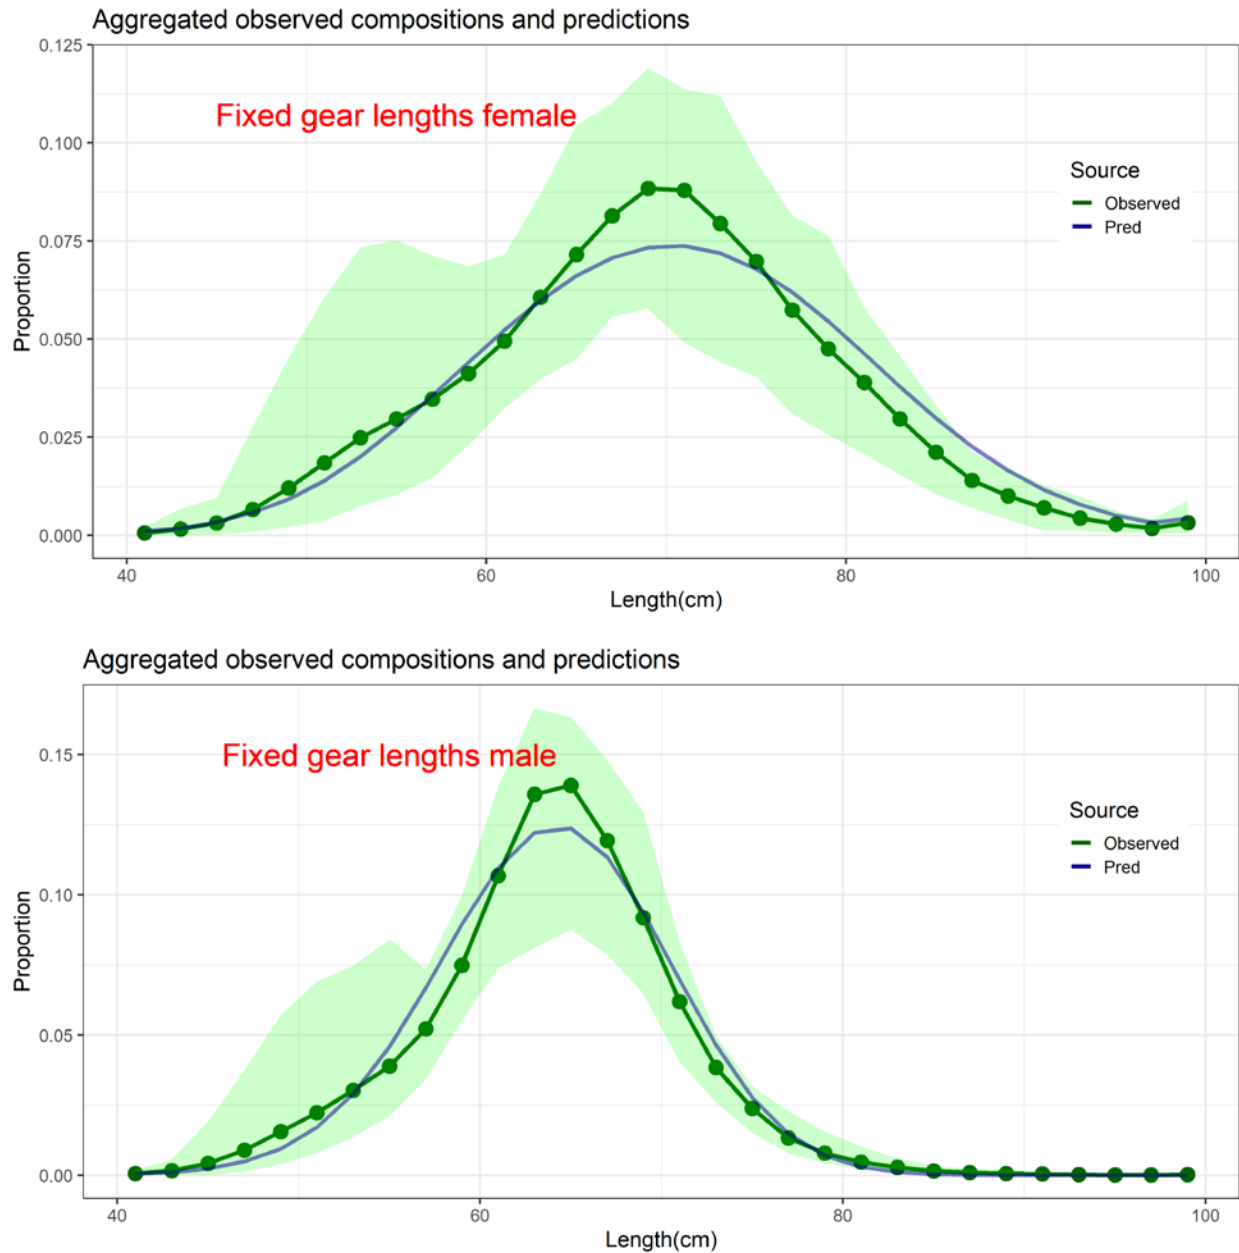 Aggregated observed compositions and predictions
0.125
Fixed gear lengths female
0.100
Source
Observed
Pred
0.075
Proportion
0.050
0.025
0.000
40 60 80 100
Length(cm)
Aggregated observed compositions and predictions
Fixed gear lengths male
0.15
Source
Observed
Pred
0.10
Proportion
0.05
0.00
40 60 80 100
Length(cm)